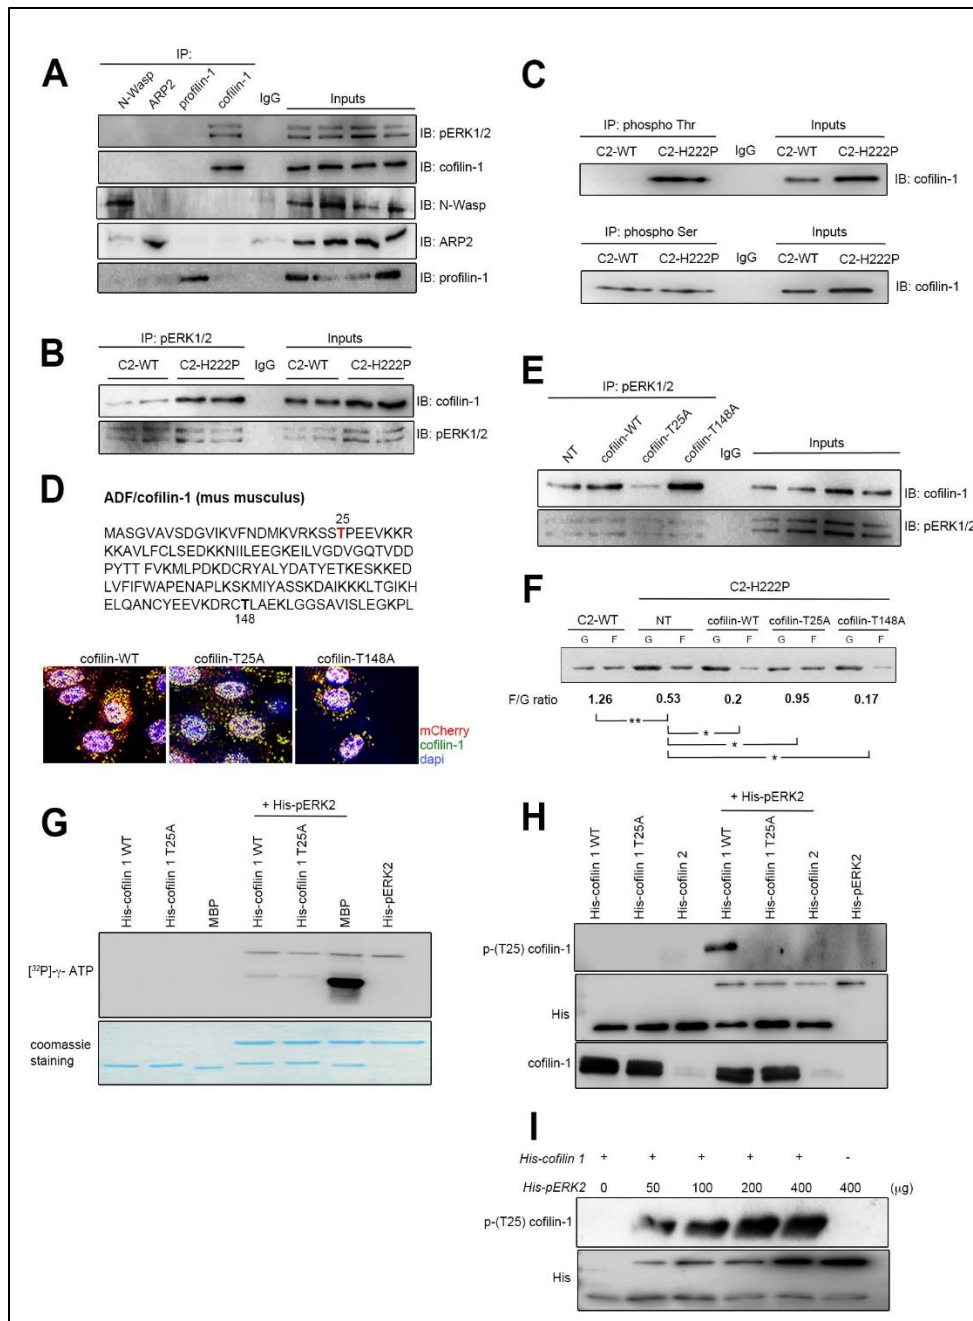 A
IP:
N-Wasp ARP2 profilin-1 cofilin-1 IgG Inputs
IB: pERK1/2
IB: cofilin-1
IB: N-Wasp
IB: ARP2
IB: profilin-1
B
IP: pERK1/2 Inputs
C2-WT C2-H222P IgG C2-WT C2-H222P
IB: cofilin-1
IB: pERK1/2
C
IP: phospho Thr Inputs
C2-WT C2-H222P IgG C2-WT C2-H222P
IB: cofilin-1
IP: phospho Ser Inputs
C2-WT C2-H222P IgG C2-WT C2-H222P
IB: cofilin-1
D
ADF/cofilin-1 (mus musculus)
25
MASGVAVSDGVIKVFNDMKVRKSSTPEEVKKR
KKAVLFCLSEDKKNIILEEGKEILVGDVGQTVDD
PYTTFVKMLPDKDCRYALYDATYETKESKKED
LVFIFWAPENAPLKSKMIYASSKDAIKKKLTGIKH
ELQANCYEEVKDRCTLAEKLGGSAVISLEGKPL
148
cofilin-WT cofilin-T25A cofilin-T148A
mCherry
cofilin-1
dapi
E
IP: pERK1/2
NT cofilin-WT cofilin-T25A cofilin-T148A IgG Inputs
IB: cofilin-1
IB: pERK1/2
F
C2-H222P
C2-WT NT cofilin-WT cofilin-T25A cofilin-T148A
G F G F G F G F G F
F/G ratio 1.26 0.53 0.2 0.95 0.17
**
*
*
*
G
+ His-pERK2
His-cofilin 1 WT His-cofilin 1 T25A MBP His-cofilin 1 WT His-cofilin 1 T25A MBP His-pERK2
[³²P]-γ- ATP
coomassie
staining
H
+ His-pERK2
His-cofilin 1 WT His-cofilin 1 T25A His-cofilin 2 His-cofilin 1 WT His-cofilin 1 T25A His-cofilin 2 His-pERK2
p-(T25) cofilin-1
His
cofilin-1
I
His-cofilin 1 + + + + + -
His-pERK2 0 50 100 200 400 400 (µg)
p-(T25) cofilin-1
His